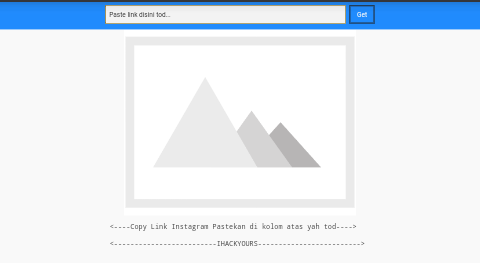 Paste link disini tod...
Get
<----Copy Link Instagram Pastekan di kolom atas yah tod---->
<-------------------------IHACKYOURS------------------------->